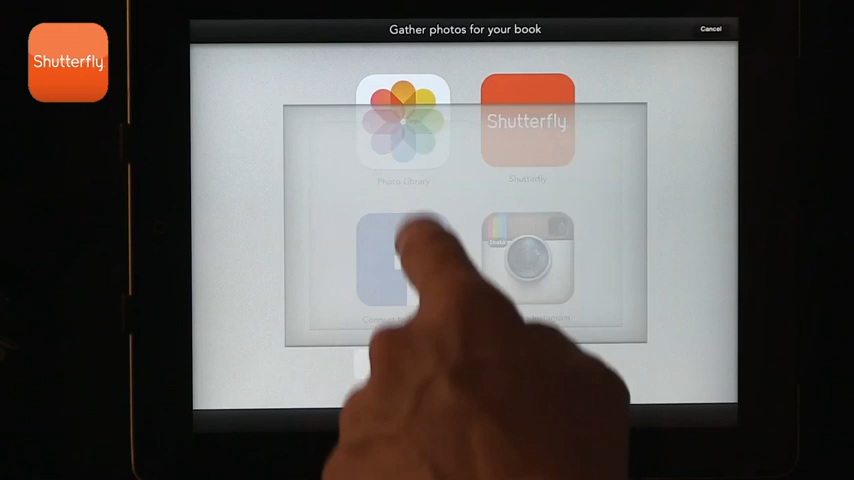 Gather photos for your book
Cancel
Shutterfly
Shutterfly
Photo Library
Shutterfly